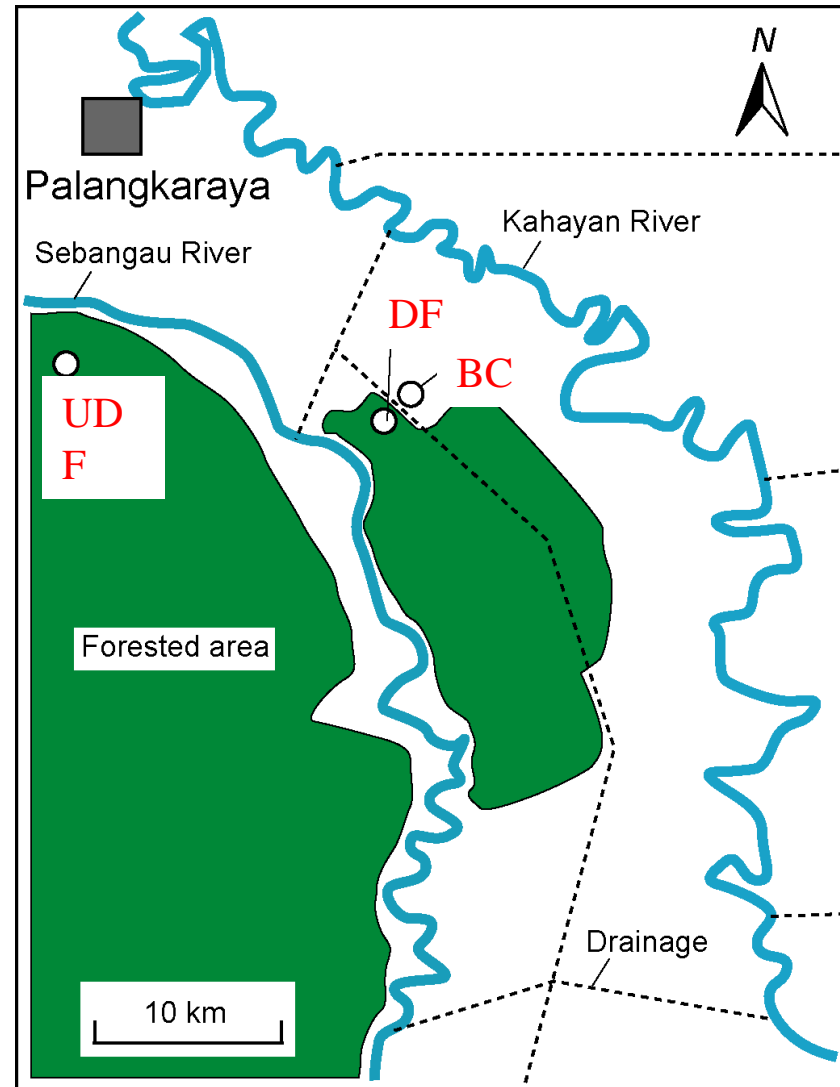 N
Palangkaraya
Kahayan River
Sebangau River
DF
BC
UD
F
Forested area
Drainage
10 km